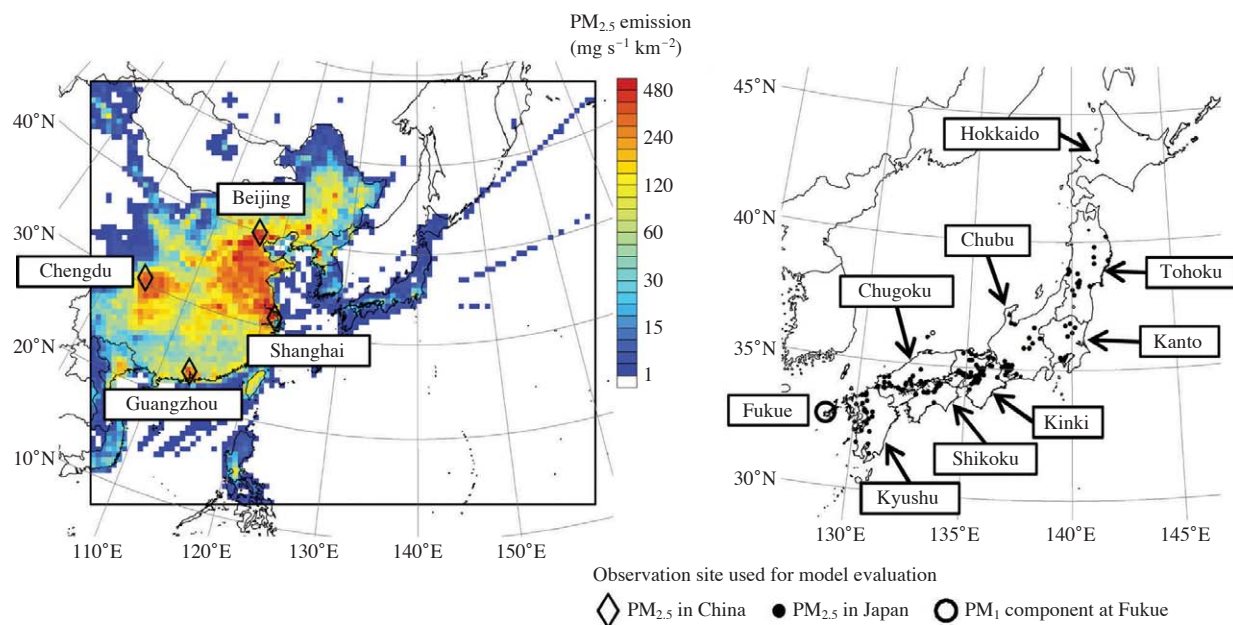 PM2.5 emission
(mg s−1 km−2)
480
240
120
60
30
15
1
40°N
30°N
20°N
10°N
110°E
120°E
130°E
140°E
150°E
Beijing
Chengdu
Shanghai
Guangzhou
45°N
40°N
35°N
30°N
130°E
135°E
140°E
145°E
Hokkaido
Chubu
Tohoku
Chugoku
Kanto
Fukue
Kinki
Shikoku
Kyushu
Observation site used for model evaluation
PM2.5 in China
PM2.5 in Japan
PM1 component at Fukue